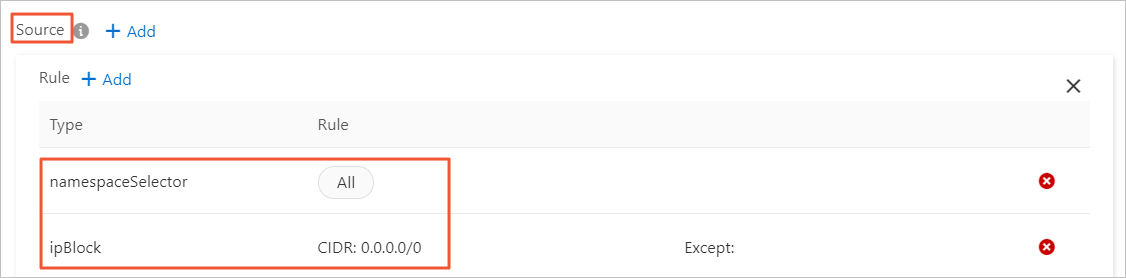 Source i + Add
Rule + Add
Type Rule
namespaceSelector All
ipBlock CIDR: 0.0.0.0/0 Except: